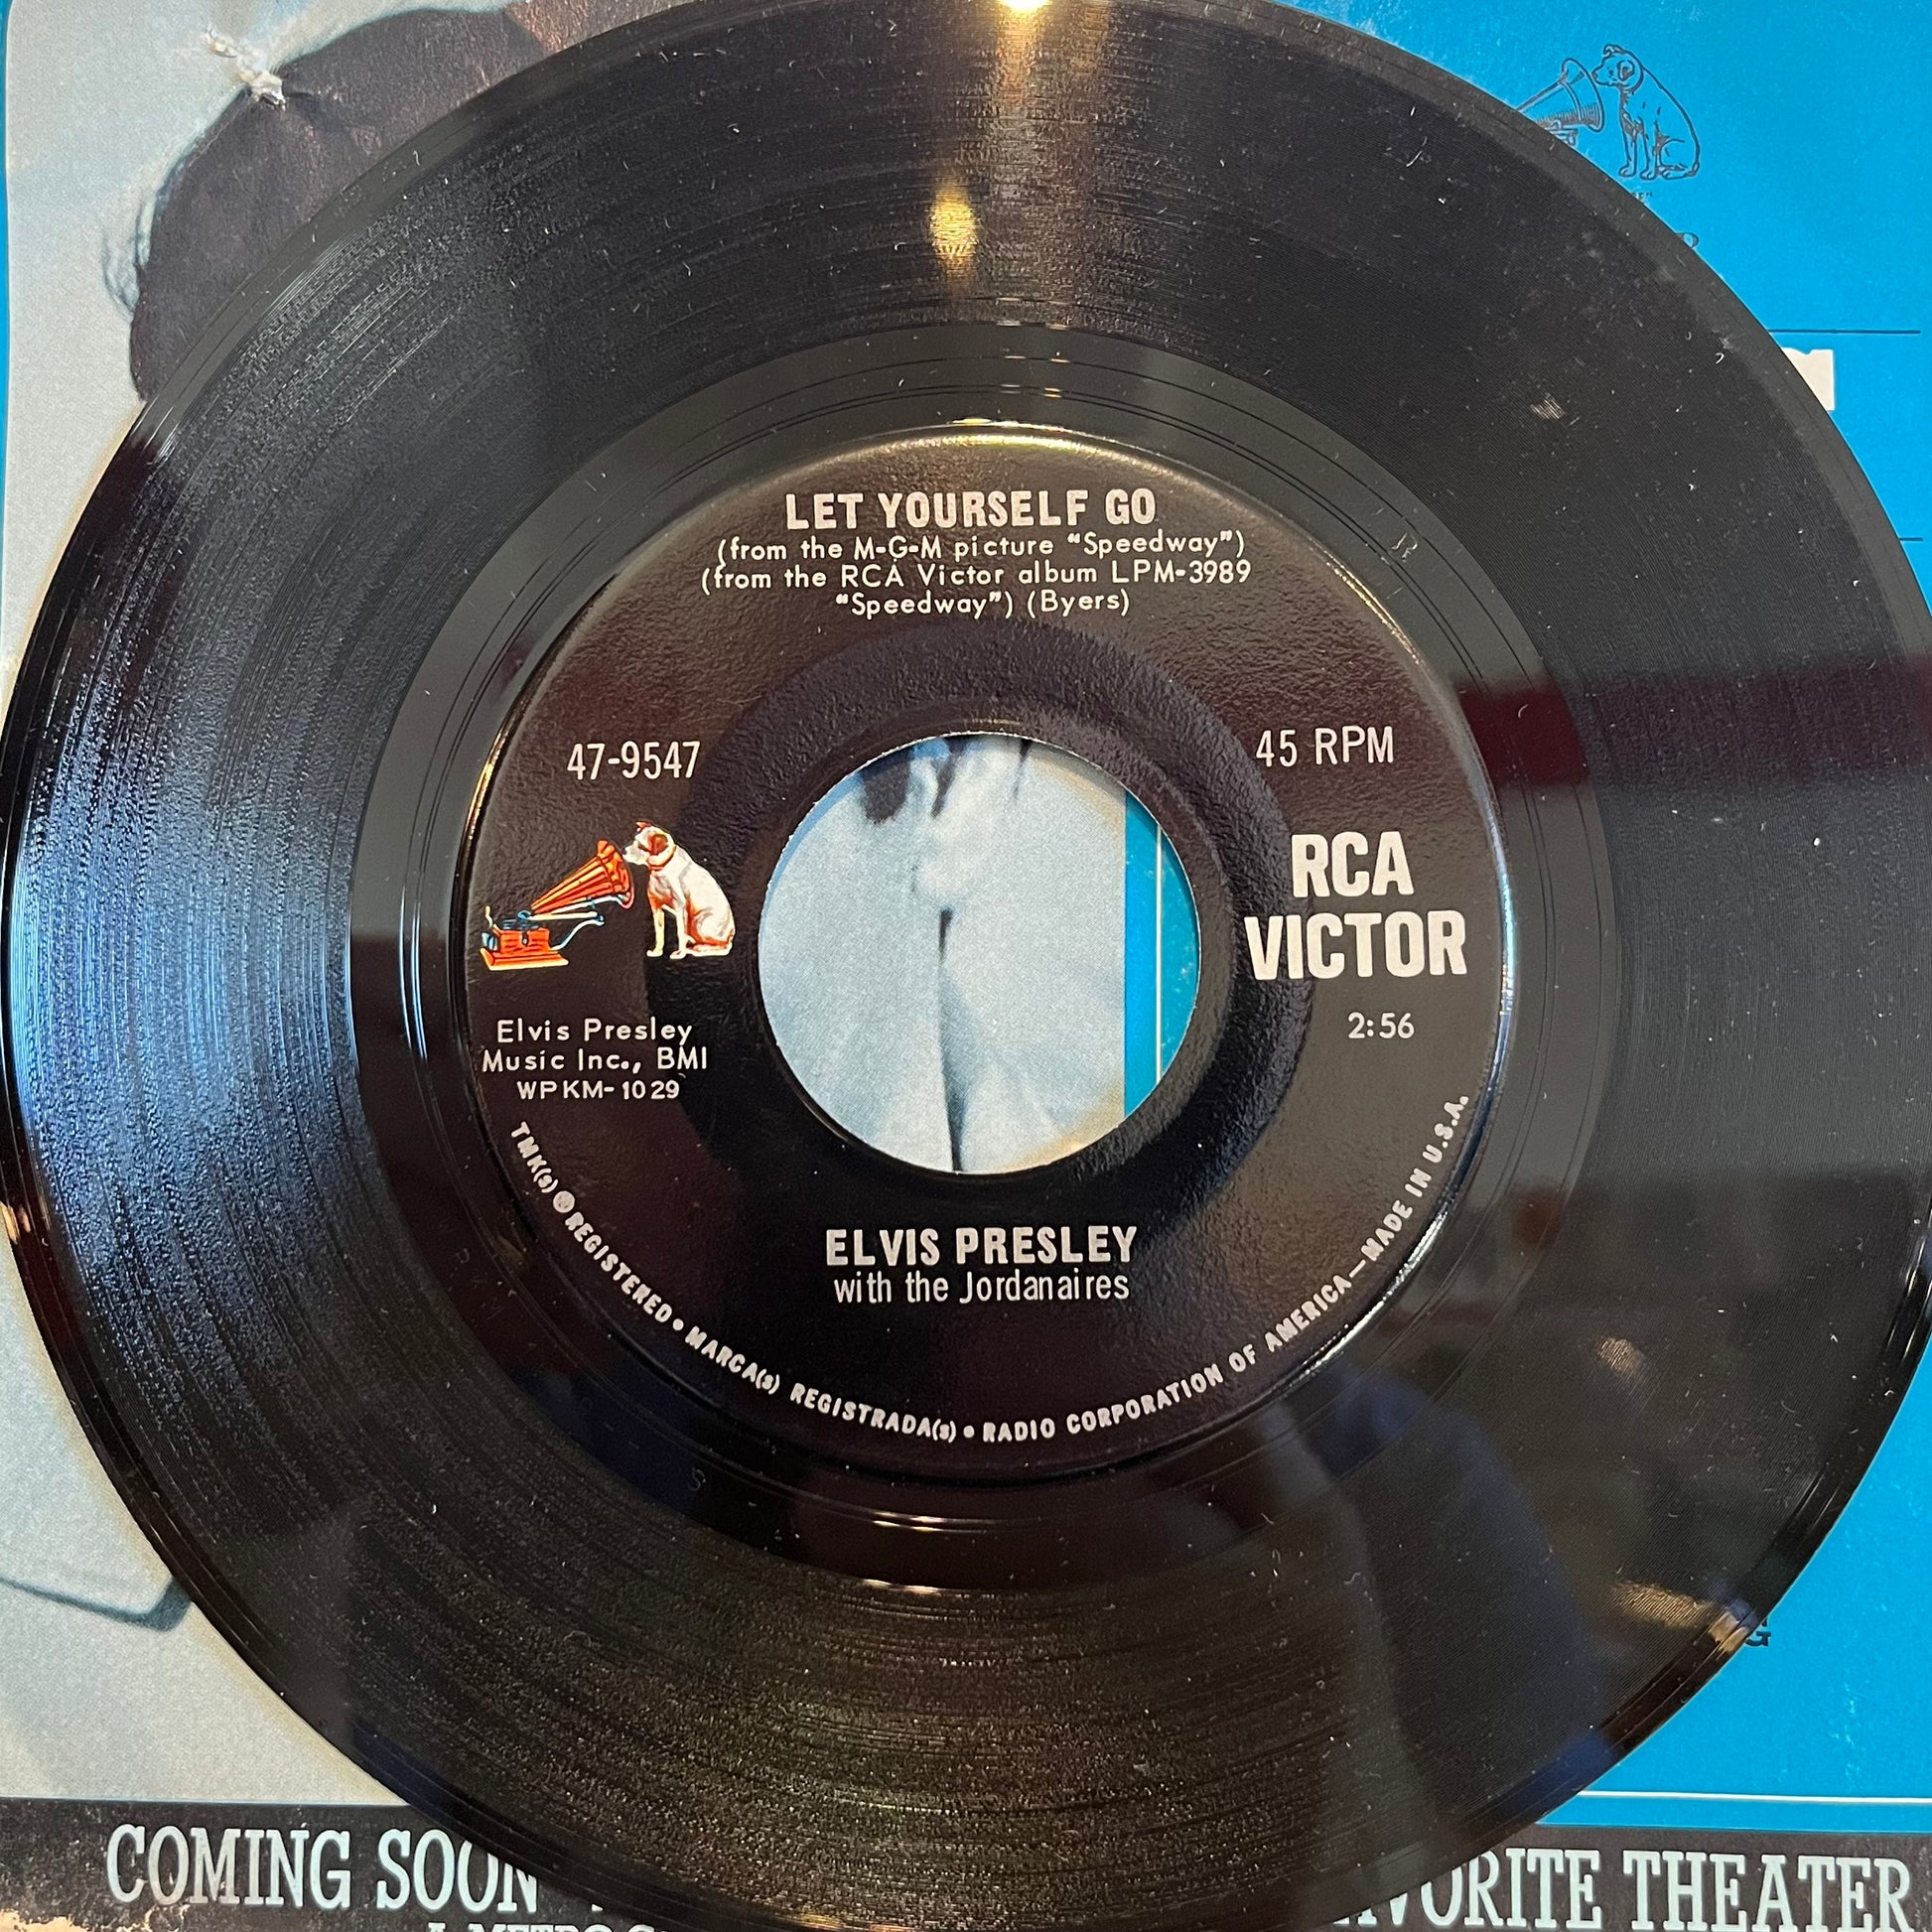 LET YOURSELF GO
(from the M-G-M picture “Speedway”)
(from the RCA Victor album LPM-3989
“Speedway”) (Byers)
47-9547
45 RPM
RCA
VICTOR
2:56
Elvis Presley
Music Inc., BMI
WPKM-1029
ELVIS PRESLEY
with the Jordanaires
TMK(s) ® REGISTERED • MARCA(s) REGISTRADA(s) • RADIO CORPORATION OF AMERICA—MADE IN U.S.A.
COMING SOON
THEATER